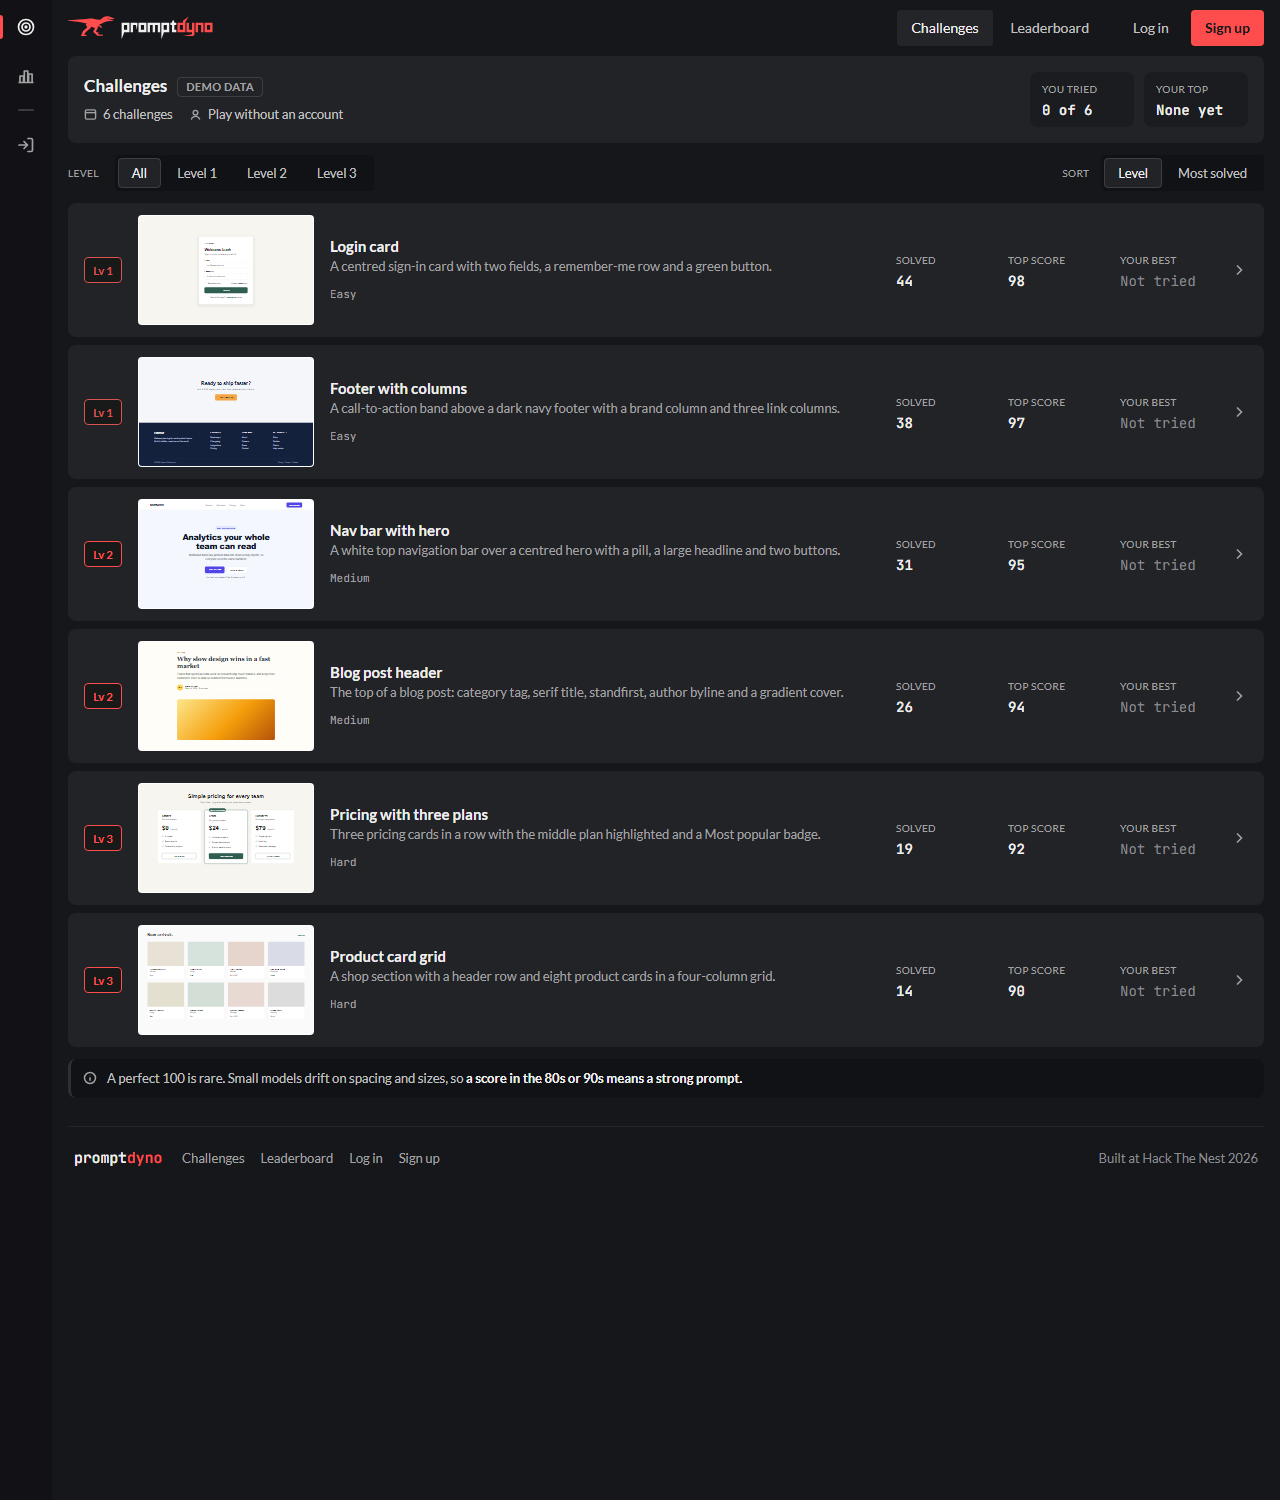 promptdyno
Challenges
Leaderboard
Log in
Sign up
Challenges
DEMO DATA
6 challenges
Play without an account
YOU TRIED
0 of 6
YOUR TOP
None yet
LEVEL
All
Level 1
Level 2
Level 3
SORT
Level
Most solved
Lv 1
Welcome back
Login card
A centred sign-in card with two fields, a remember-me row and a green button.
Easy
SOLVED
44
TOP SCORE
98
YOUR BEST
Not tried
Lv 1
Ready to ship faster?
Footer with columns
A call-to-action band above a dark navy footer with a brand column and three link columns.
Easy
SOLVED
38
TOP SCORE
97
YOUR BEST
Not tried
Lv 2
Analytics your whole
team can read
Nav bar with hero
A white top navigation bar over a centred hero with a pill, a large headline and two buttons.
Medium
SOLVED
31
TOP SCORE
95
YOUR BEST
Not tried
Lv 2
Why slow design wins in a fast
market
Blog post header
The top of a blog post: category tag, serif title, standfirst, author byline and a gradient cover.
Medium
SOLVED
26
TOP SCORE
94
YOUR BEST
Not tried
Lv 3
Simple pricing for every team
$0
$24
$79
Pricing with three plans
Three pricing cards in a row with the middle plan highlighted and a Most popular badge.
Hard
SOLVED
19
TOP SCORE
92
YOUR BEST
Not tried
Lv 3
Product card grid
A shop section with a header row and eight product cards in a four-column grid.
Hard
SOLVED
14
TOP SCORE
90
YOUR BEST
Not tried
A perfect 100 is rare. Small models drift on spacing and sizes, so a score in the 80s or 90s means a strong prompt.
promptdyno
Challenges
Leaderboard
Log in
Sign up
Built at Hack The Nest 2026